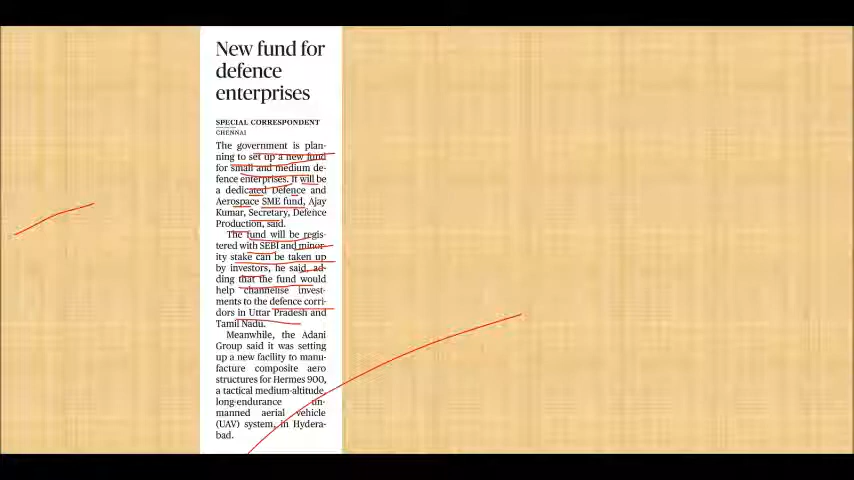 New fund for
defence
enterprises
SPECIAL CORRESPONDENT
CHENNAI
The government is plan-
ning to set up a new fund
for small and medium de-
fence enterprises. It will be
a dedicated Defence and
Aerospace SME fund, Ajay
Kumar, Secretary, Defence
Production, said.
The fund will be regis-
tered with SEBI and minor-
ity stake can be taken up
by investors, he said, ad-
ding that the fund would
help channelise invest-
ments to the defence corri-
dors in Uttar Pradesh and
Tamil Nadu.
Meanwhile, the Adani
Group said it was setting
up a new facility to manu-
facture composite aero
structures for Hermes 900,
a tactical medium-altitude,
long-endurance un-
manned aerial vehicle
(UAV) system, in Hydera-
bad.